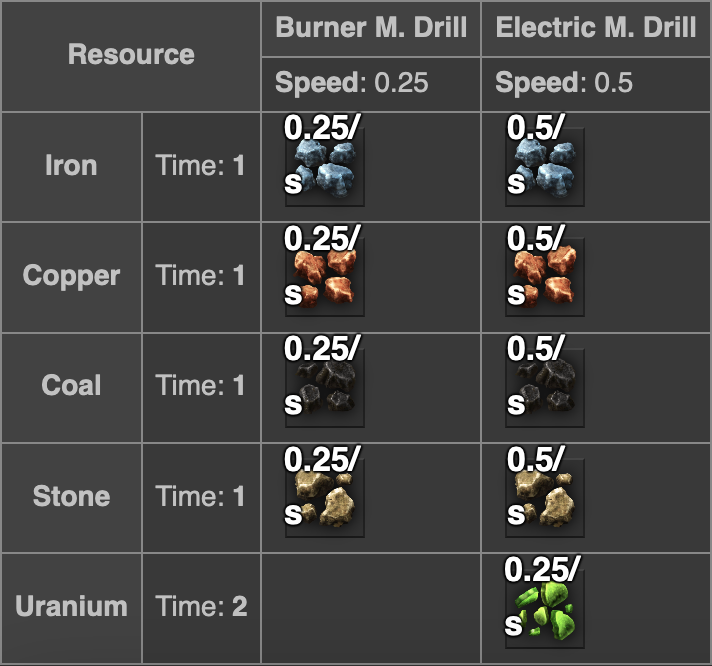 Resource
Burner M. Drill
Electric M. Drill
Speed: 0.25
Speed: 0.5
Iron
Time: 1
0.25/
s
0.5/
s
Copper
Time: 1
0.25/
s
0.5/
s
Coal
Time: 1
0.25/
s
0.5/
s
Stone
Time: 1
0.25/
s
0.5/
s
Uranium
Time: 2
0.25/
s